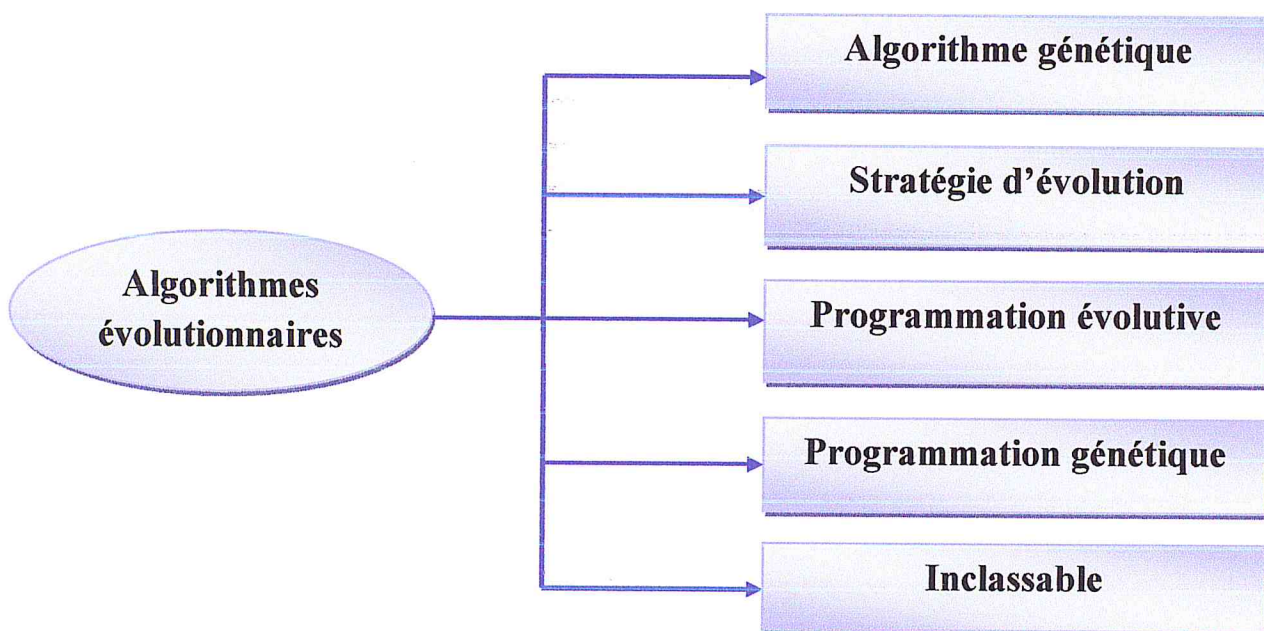 Algorithme génétique
Stratégie d'évolution
Algorithmes
évolutionnaires
Programmation évolutive
Programmation génétique
Inclassable